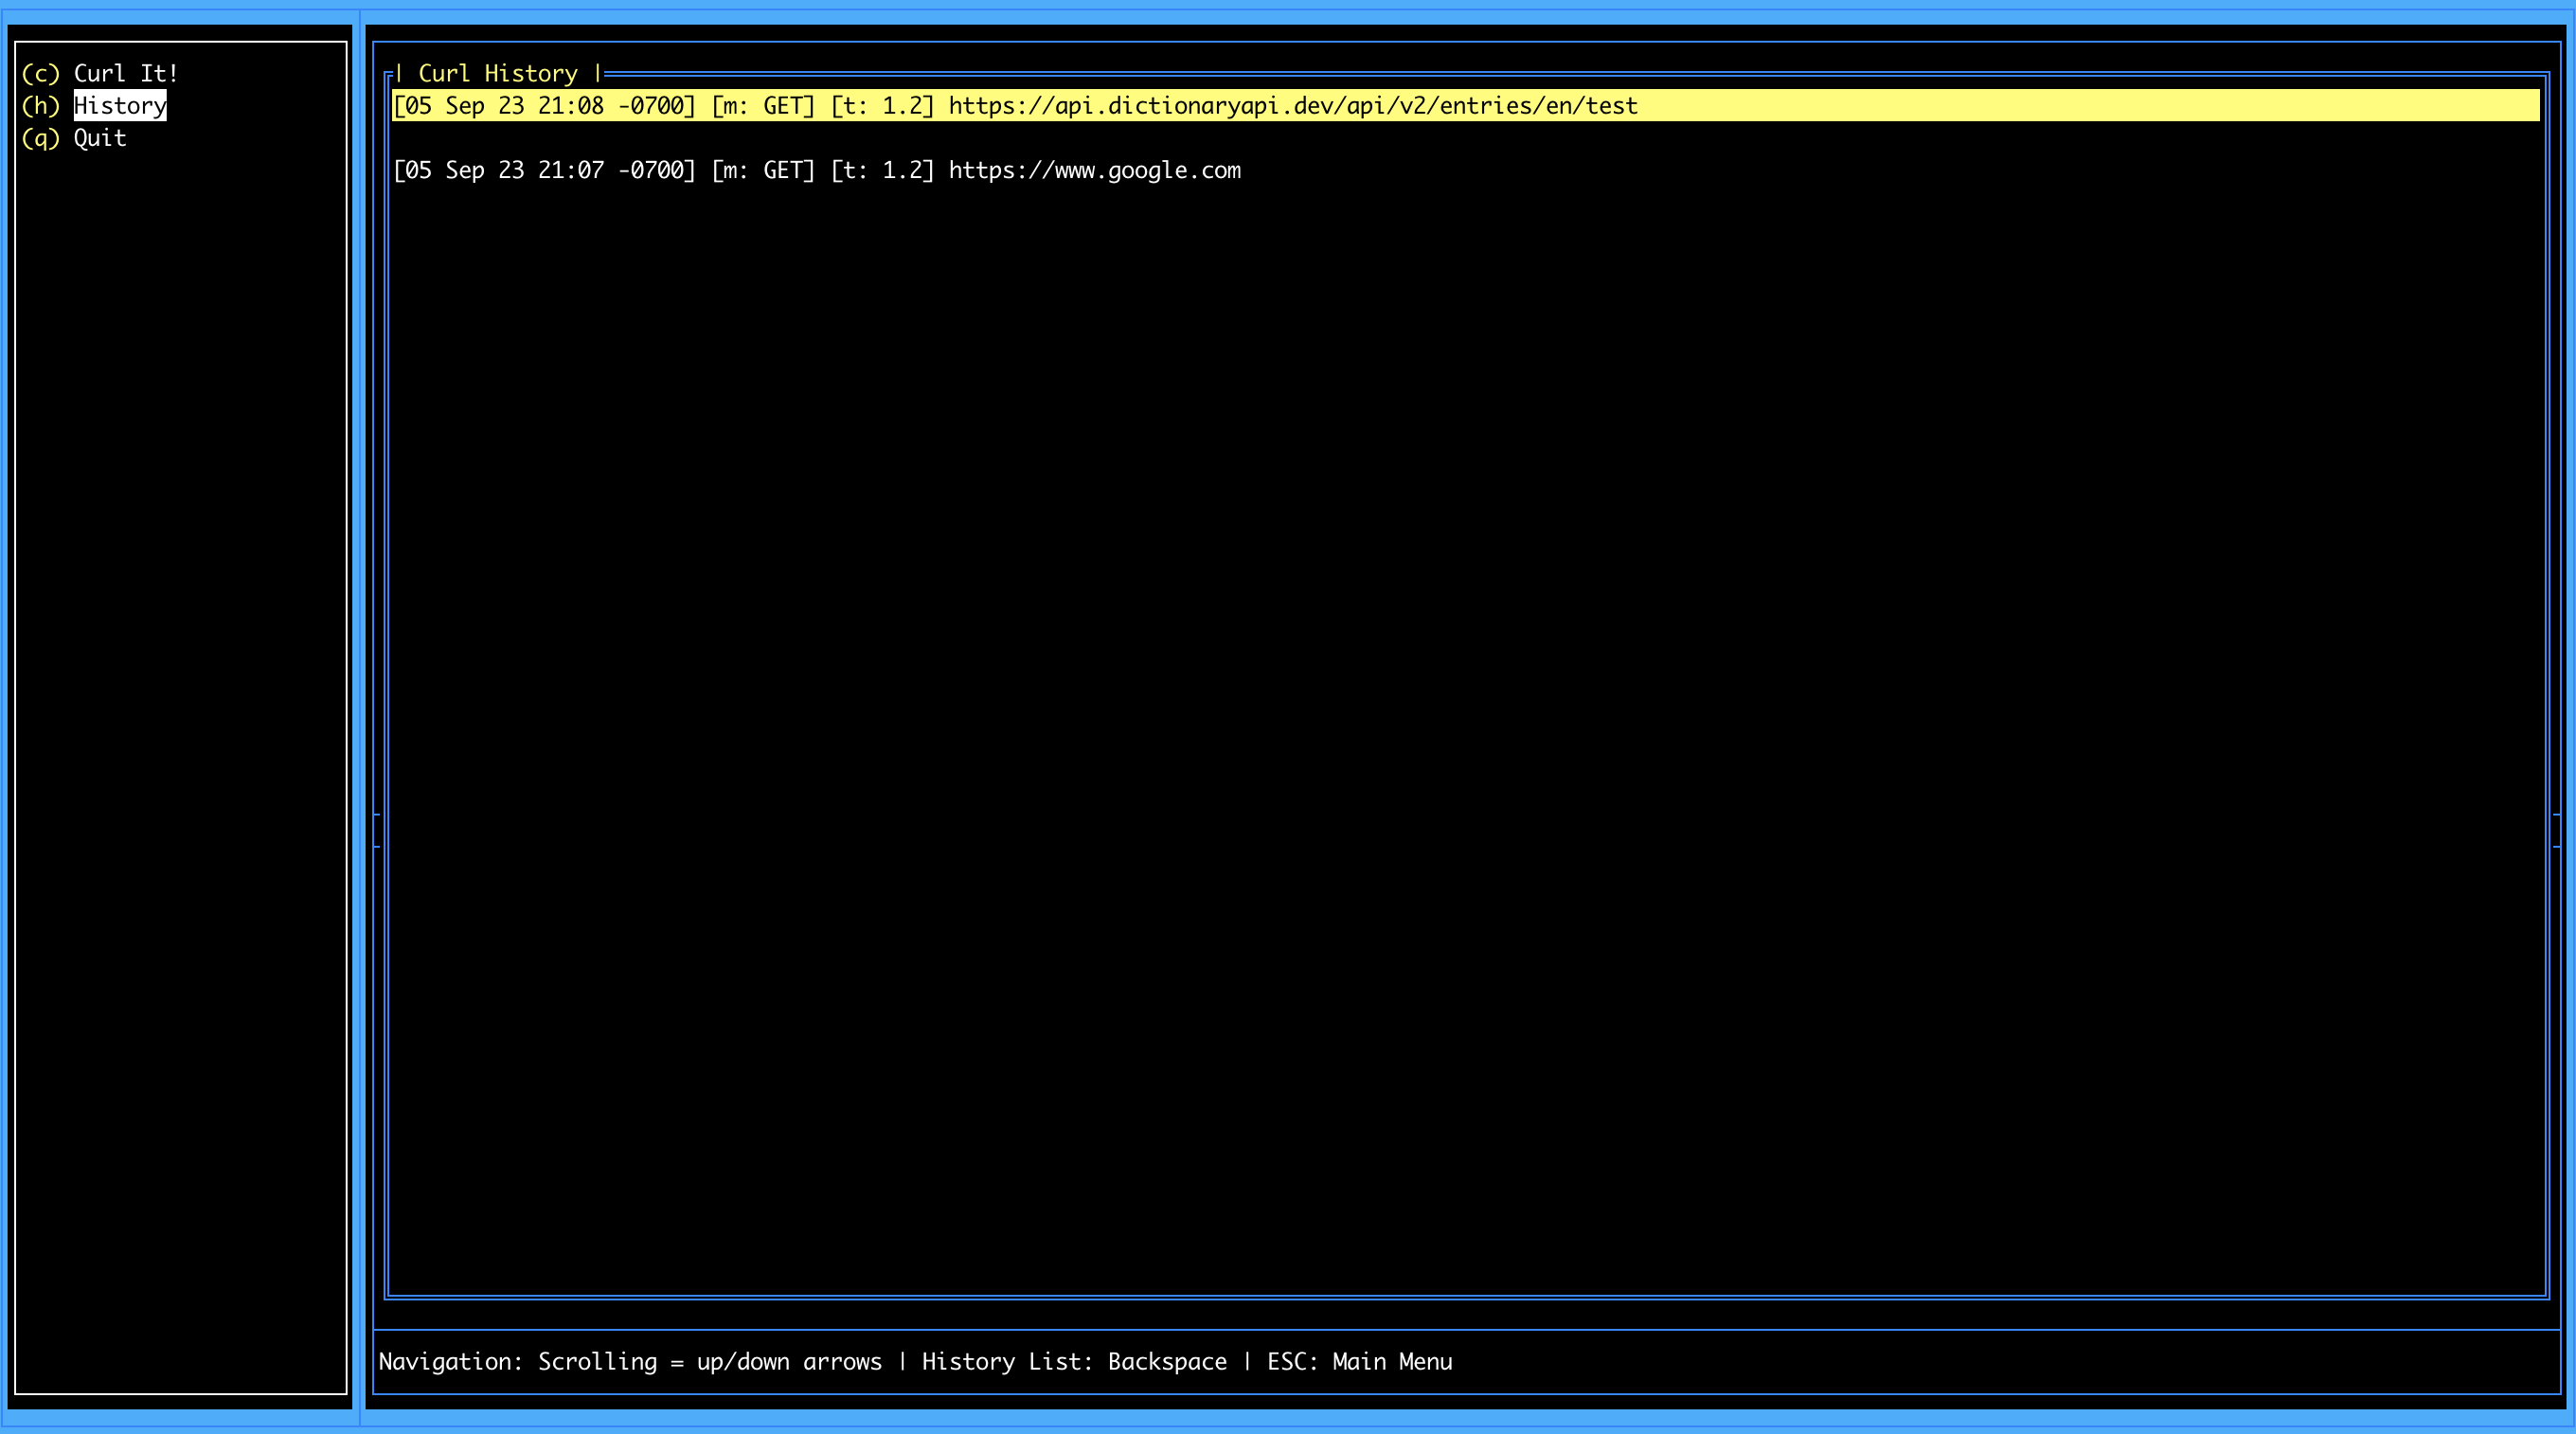 (c) Curl It!
(h) History
(q) Quit
| Curl History |
[05 Sep 23 21:08 -0700] [m: GET] [t: 1.2] https://api.dictionaryapi.dev/api/v2/entries/en/test
[05 Sep 23 21:07 -0700] [m: GET] [t: 1.2] https://www.google.com
Navigation: Scrolling = up/down arrows | History List: Backspace | ESC: Main Menu